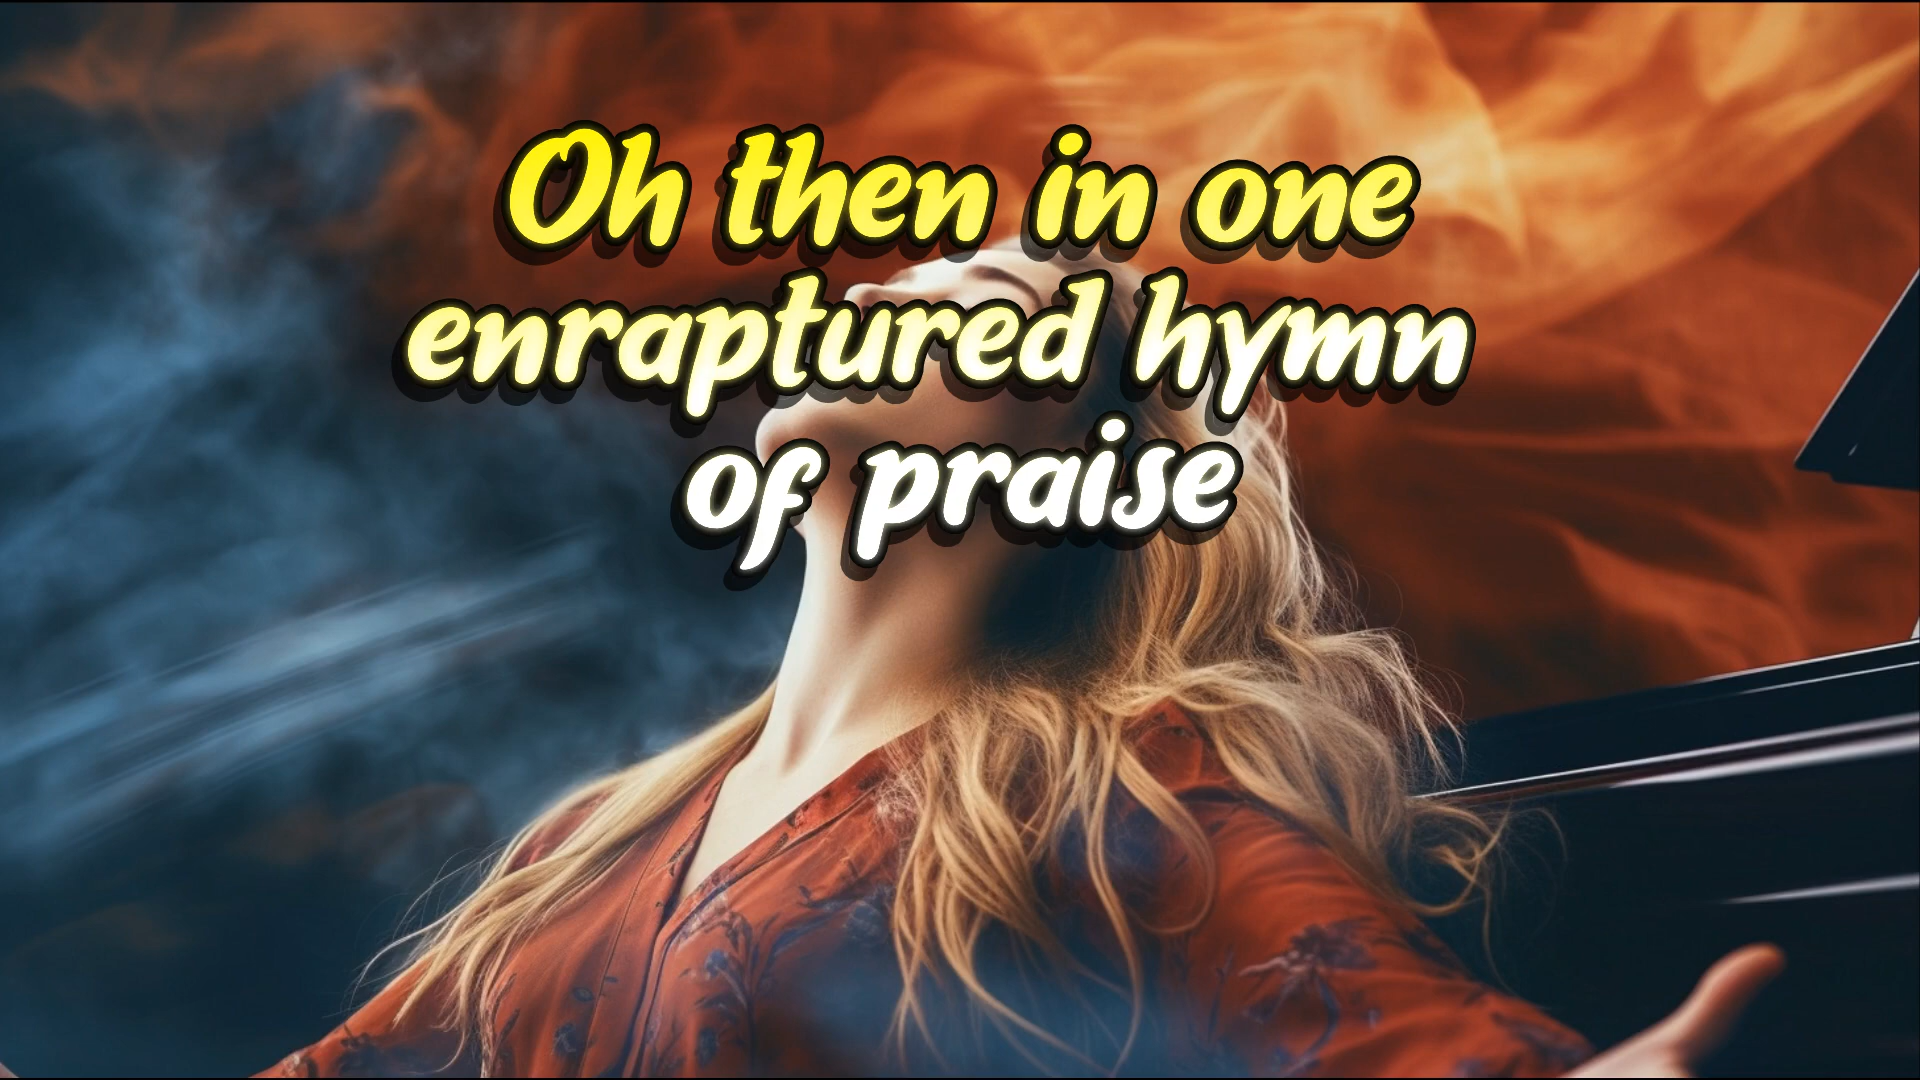 Oh then in one
enraptured hymn
of praise